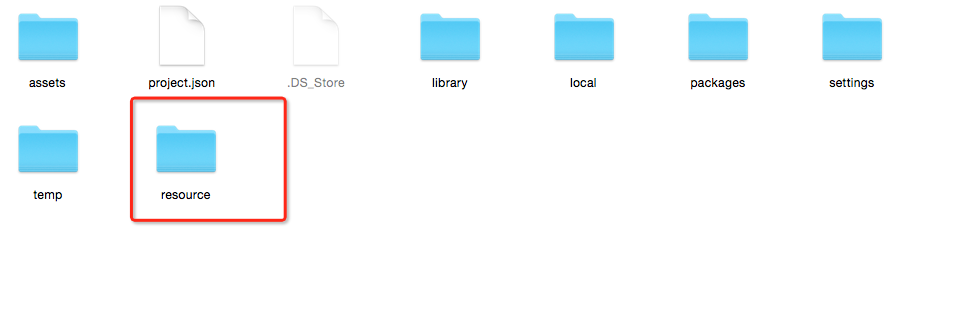 assets
project.json
.DS_Store
library
local
packages
settings
temp
resource